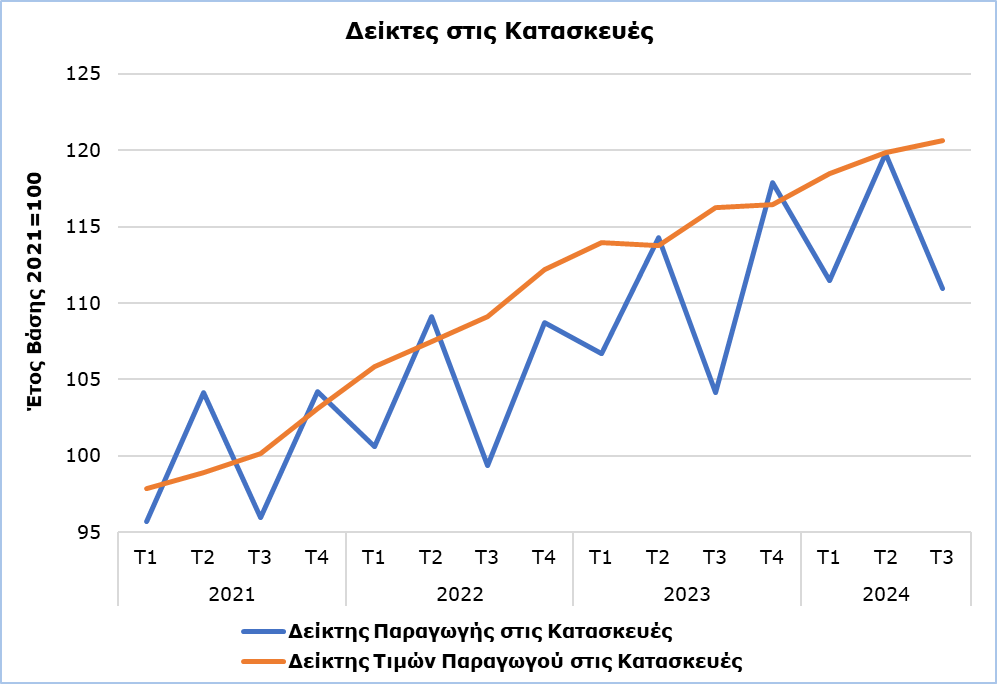 Δείκτες στις Κατασκευές
Έτος Βάσης 2021=100
125
120
115
110
105
100
95
Τ1 Τ2 Τ3 Τ4 Τ1 Τ2 Τ3 Τ4 Τ1 Τ2 Τ3 Τ4 Τ1 Τ2 Τ3
2021 2022 2023 2024
Δείκτης Παραγωγής στις Κατασκευές
Δείκτης Τιμών Παραγωγού στις Κατασκευές